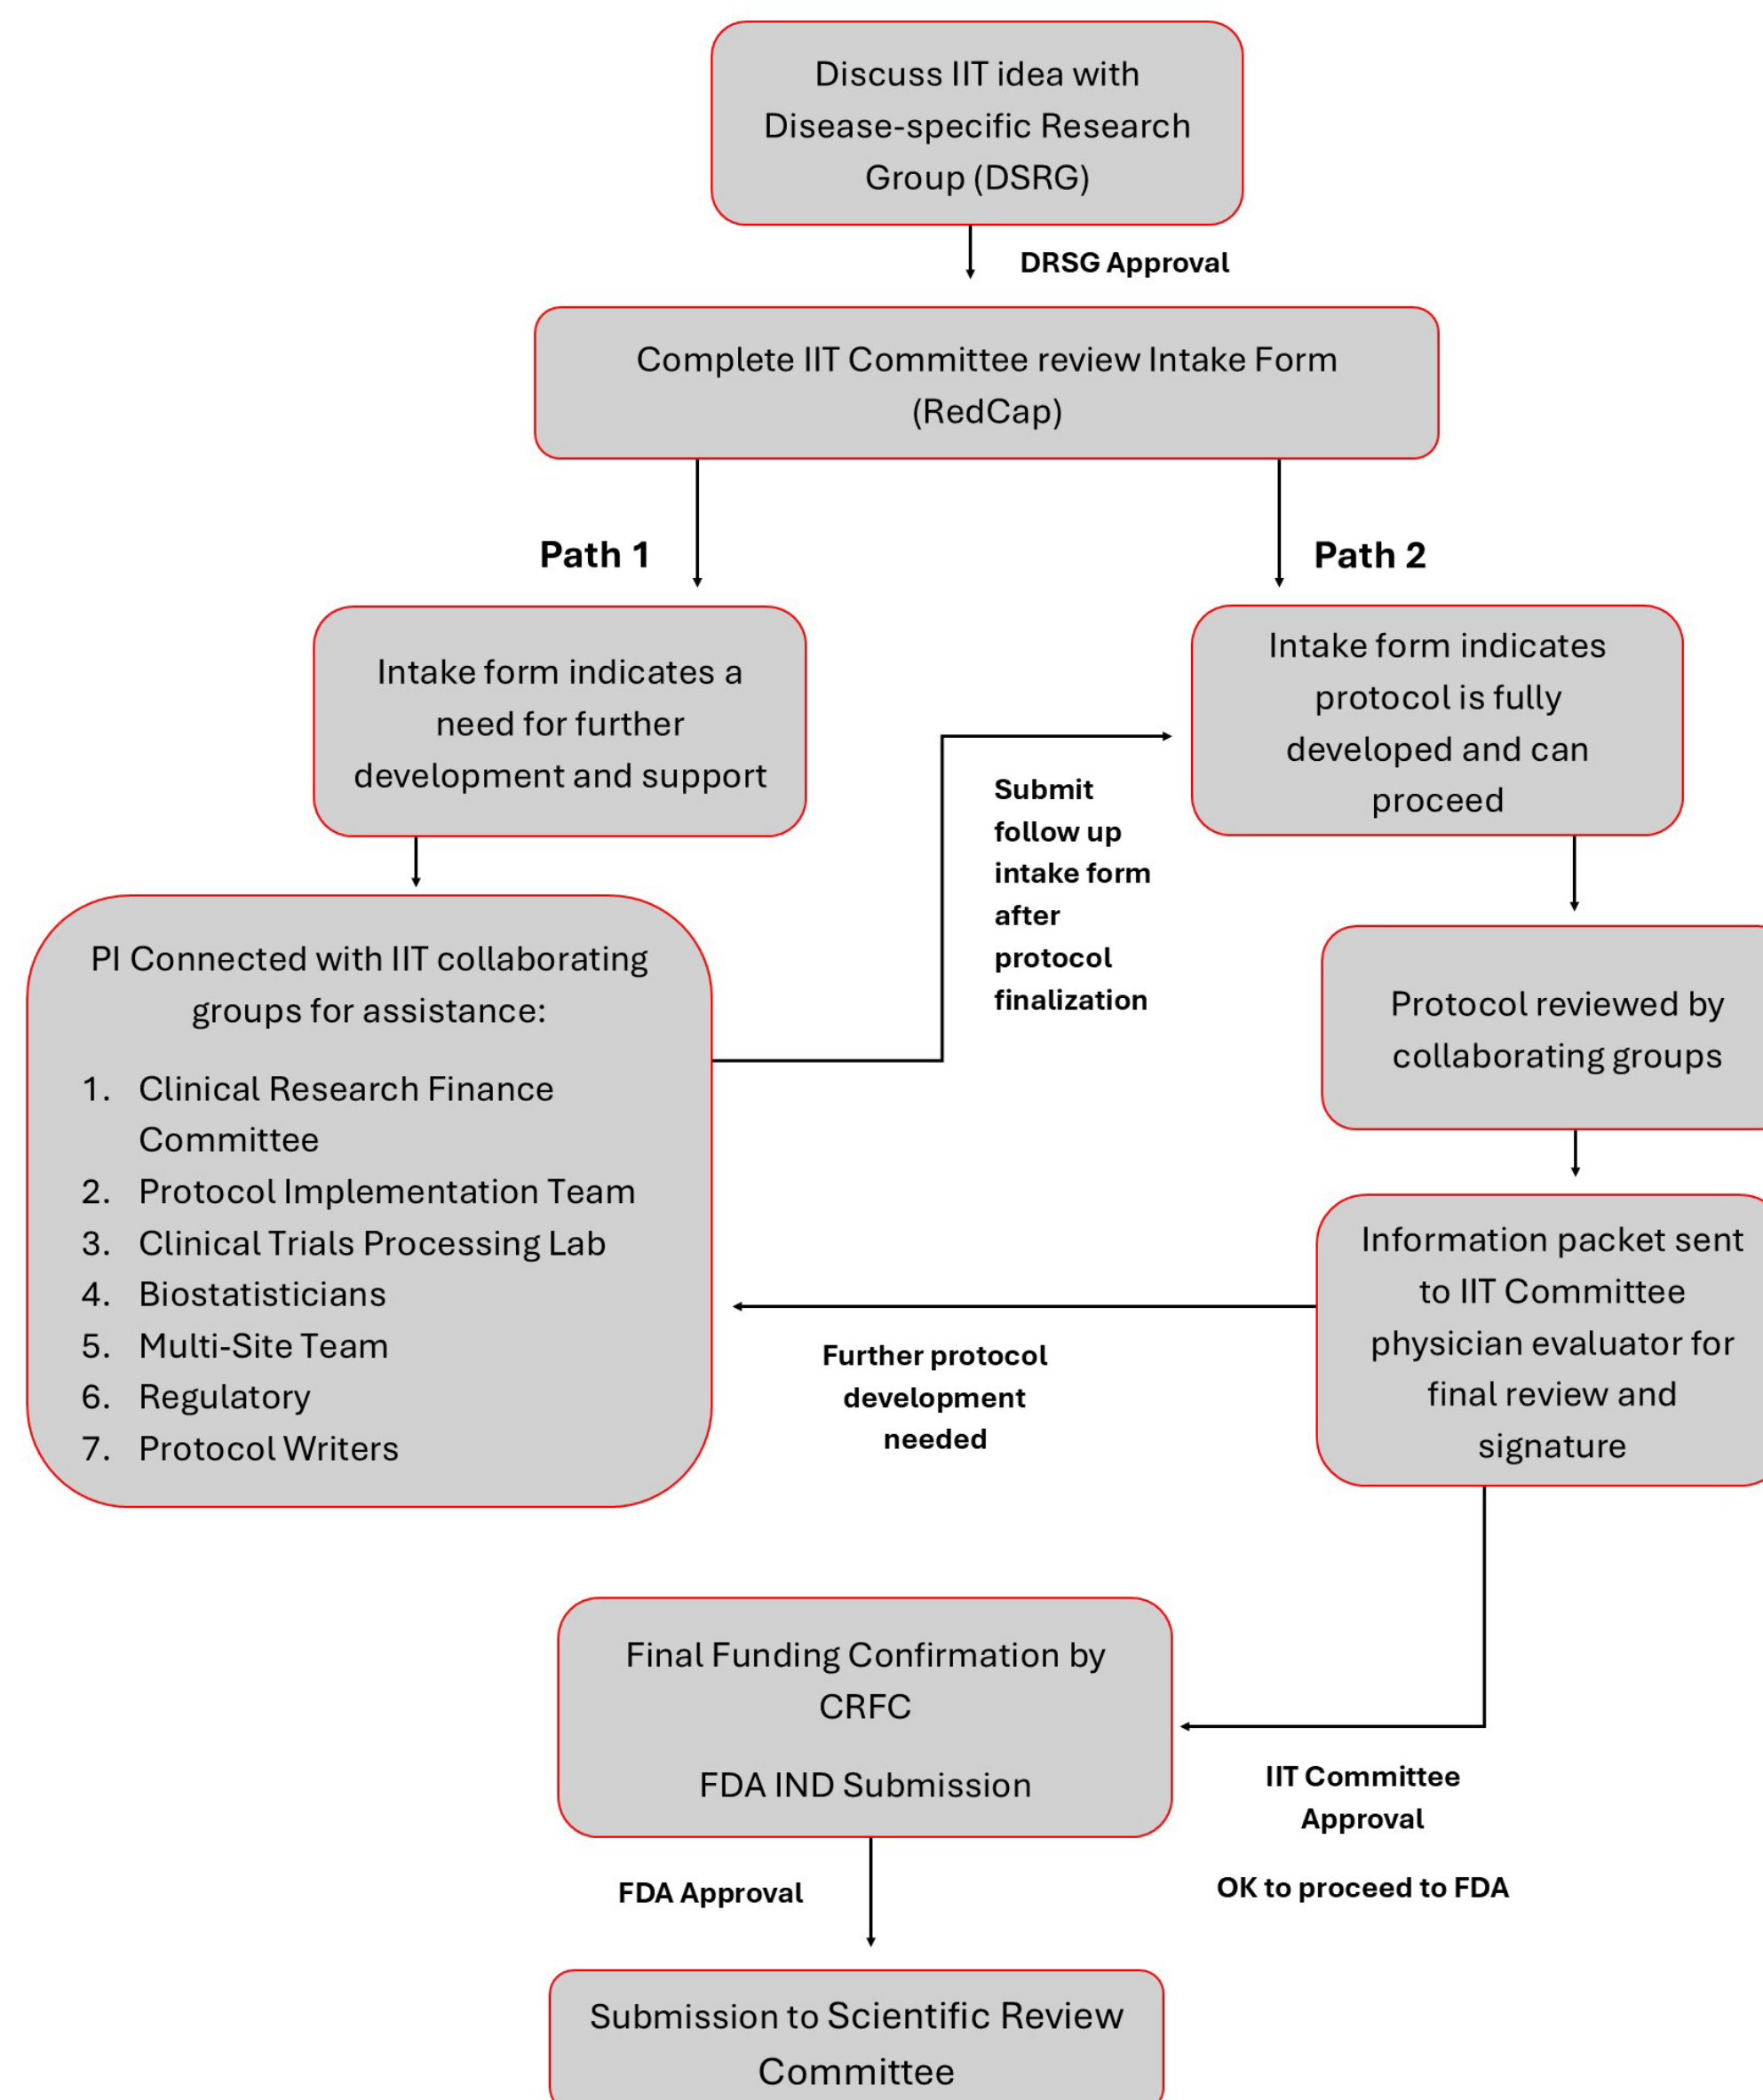 Discuss IIT idea with
Disease-specific Research
Group (DSRG)
DRSG Approval
Complete IIT Committee review Intake Form
(RedCap)
Path 1
Path 2
Intake form indicates a
need for further
development and support
Intake form indicates
protocol is fully
developed and can
proceed
Submit
follow up
intake form
after
protocol
finalization
PI Connected with IIT collaborating
groups for assistance:
1. Clinical Research Finance
Committee
2. Protocol Implementation Team
3. Clinical Trials Processing Lab
4. Biostatisticians
5. Multi-Site Team
6. Regulatory
7. Protocol Writers
Protocol reviewed by
collaborating groups
Information packet sent
to IIT Committee
physician evaluator for
final review and
signature
Further protocol
development
needed
Final Funding Confirmation by
CRFC
FDA IND Submission
IIT Committee
Approval
OK to proceed to FDA
FDA Approval
Submission to Scientific Review
Committee